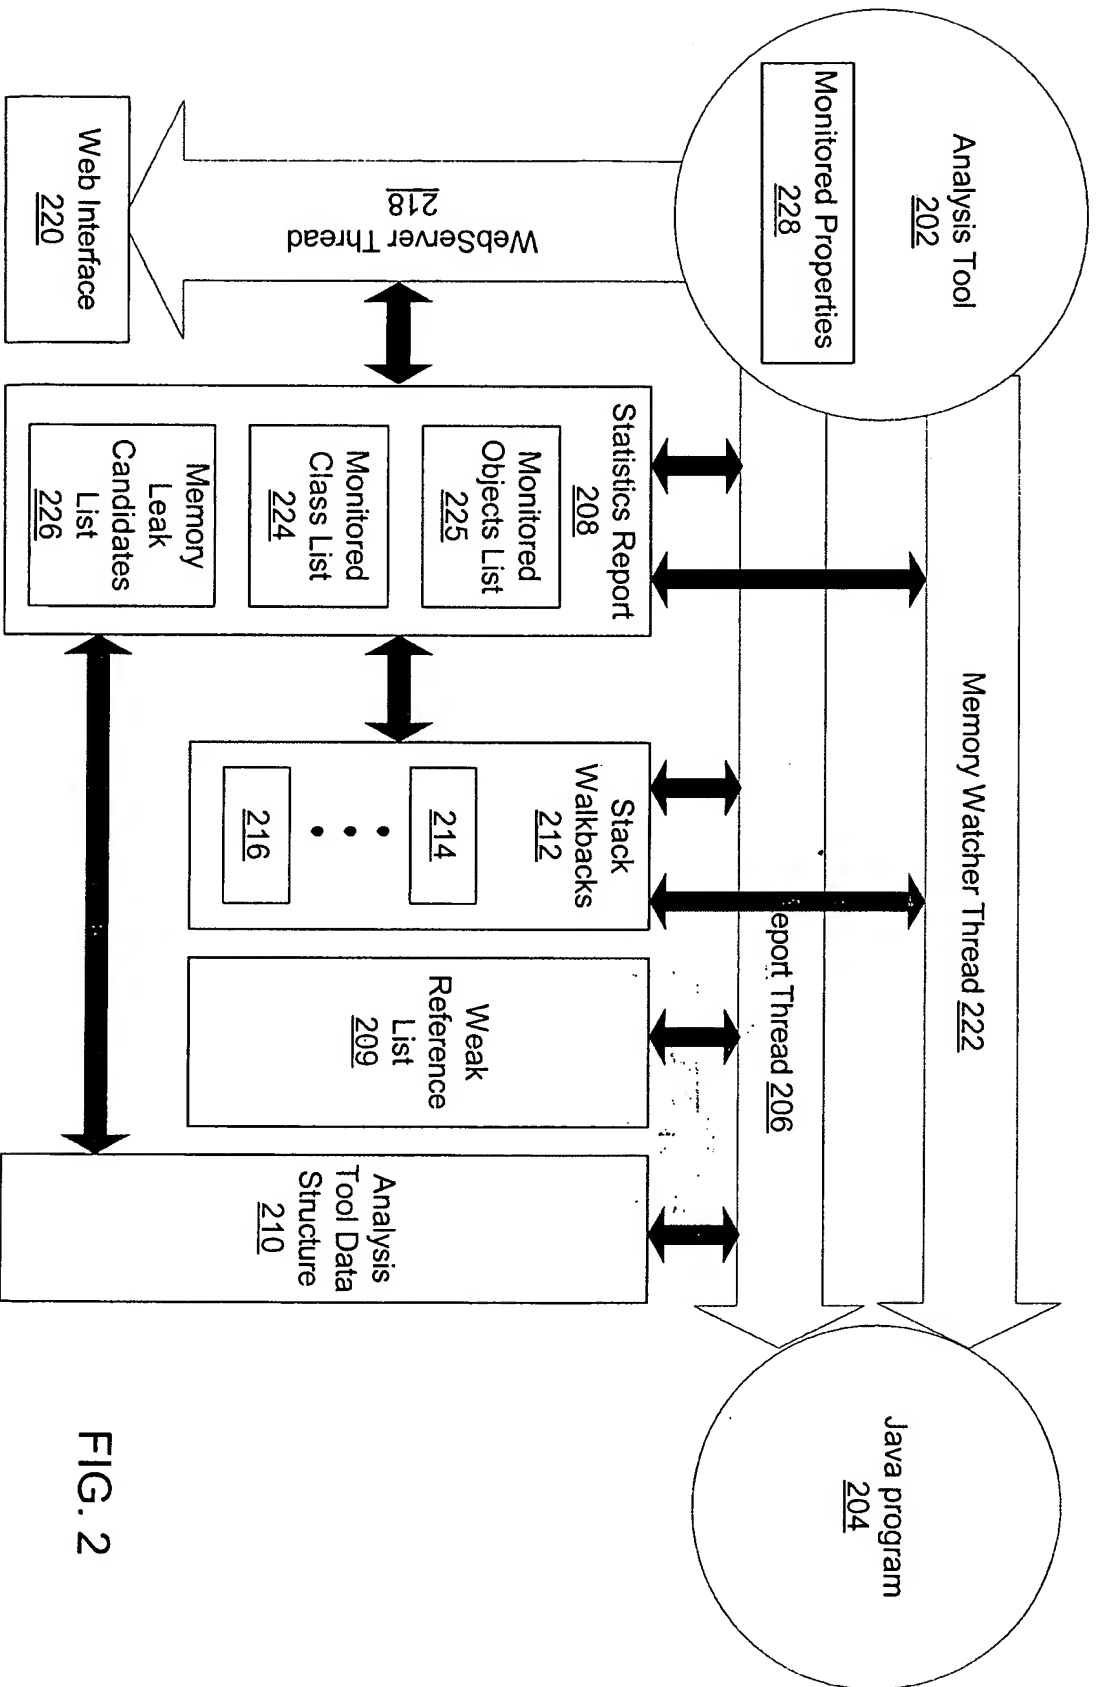 Analysis Tool
202
Monitored Properties
228
Memory Watcher Thread 222
eport Thread 206
Java program
204
WebServer Thread
218
Web Interface
220
Statistics Report
208
Monitored
Objects List
225
Monitored
Class List
224
Memory
Leak
Candidates
List
226
Stack
Walkbacks
212
214
216
Weak
Reference
List
209
Analysis
Tool Data
Structure
210
FIG. 2